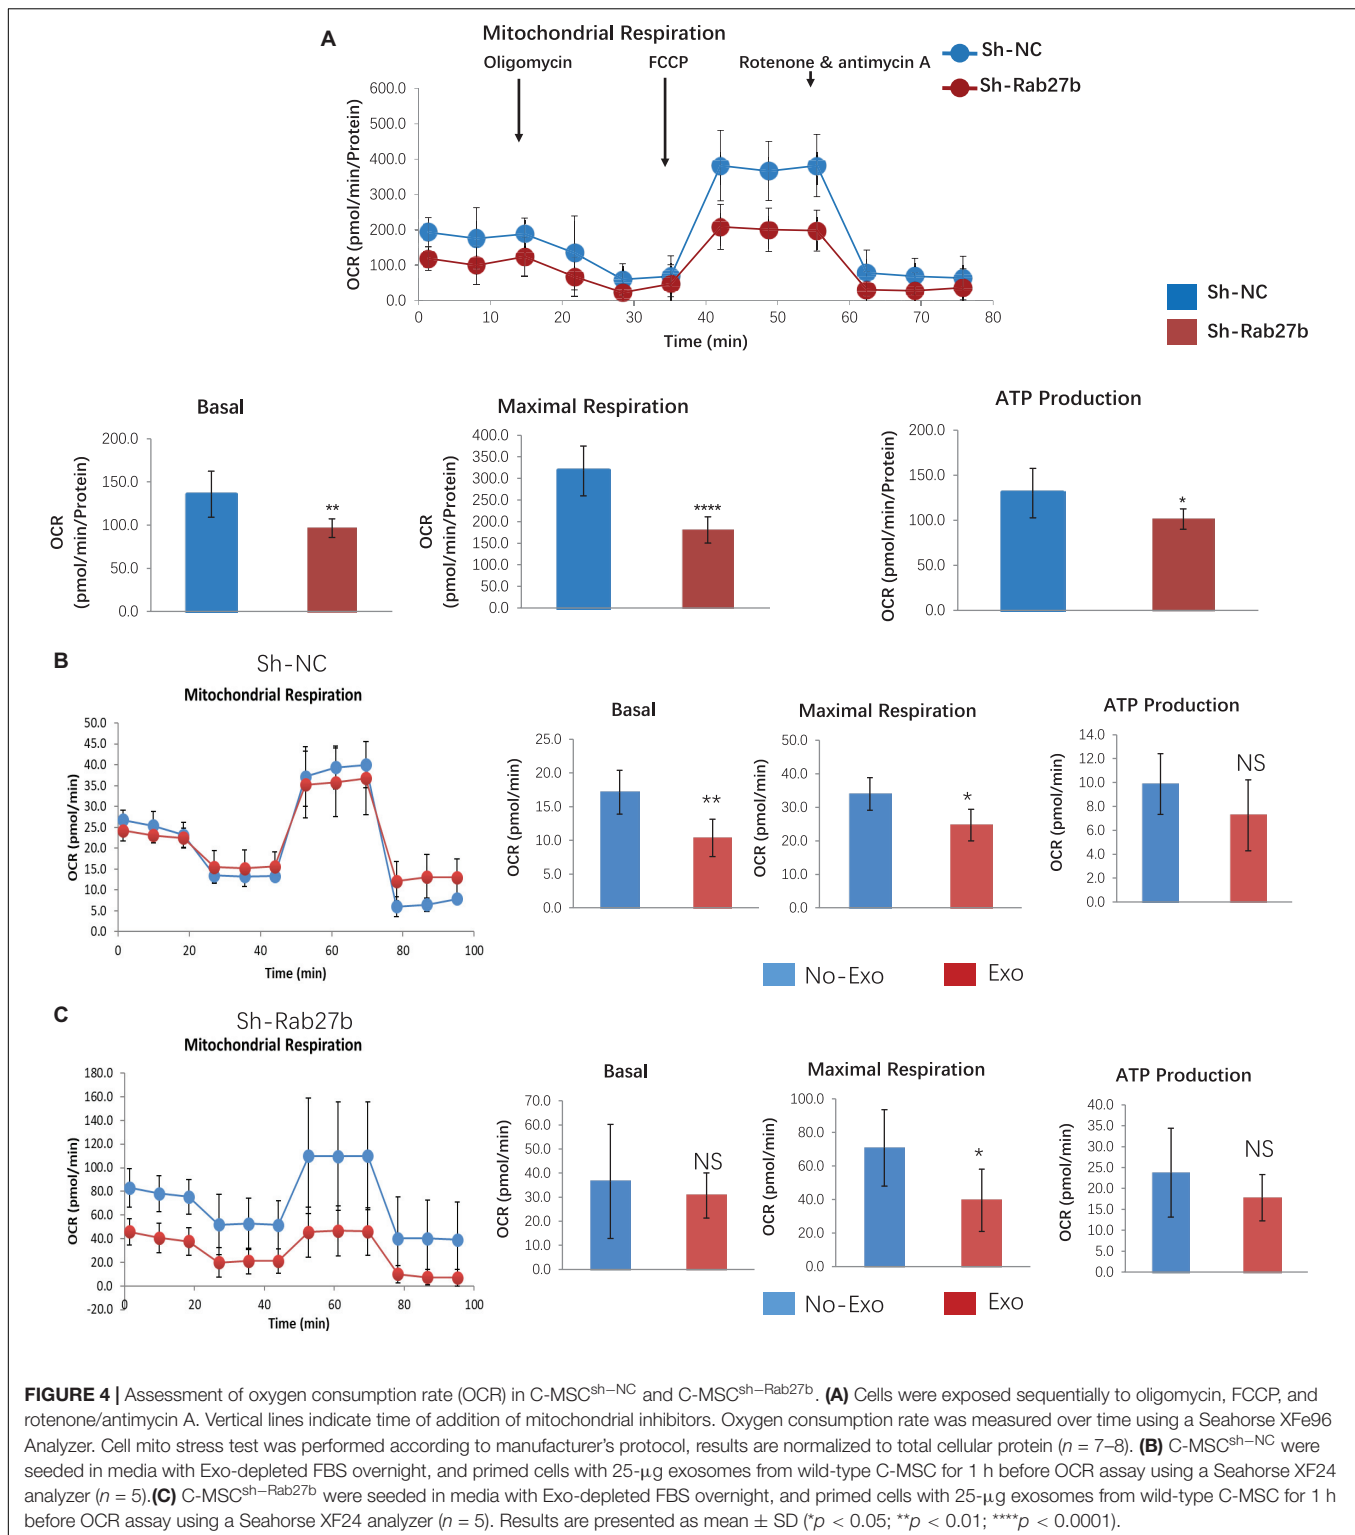 A
Mitochondrial Respiration
Oligomycin
FCCP
Rotenone & antimycin A
Sh-NC
Sh-Rab27b
OCR (pmol/min/Protein)
600.0
500.0
400.0
300.0
200.0
100.0
0.0
0 10 20 30 40 50 60 70 80
Time (min)
Sh-NC
Sh-Rab27b
Basal
OCR
(pmol/min/Protein)
200.0
150.0
100.0
50.0
0.0
**
Maximal Respiration
OCR
(pmol/min/Protein)
400.0
350.0
300.0
250.0
200.0
150.0
100.0
50.0
0.0
****
ATP Production
OCR (pmol/min/Protein)
200.0
150.0
100.0
50.0
0.0
*
B
Sh-NC
Mitochondrial Respiration
OCR (pmol/min)
50.0
45.0
40.0
35.0
30.0
25.0
20.0
15.0
10.0
5.0
0.0
0 20 40 60 80 100
Time (min)
Basal
OCR (pmol/min)
25.0
20.0
15.0
10.0
5.0
0.0
**
Maximal Respiration
OCR (pmol/min)
50.0
40.0
30.0
20.0
10.0
0.0
*
ATP Production
OCR (pmol/min)
14.0
12.0
10.0
8.0
6.0
4.0
2.0
0.0
NS
No-Exo
Exo
C
Sh-Rab27b
Mitochondrial Respiration
OCR (pmol/min)
180.0
160.0
140.0
120.0
100.0
80.0
60.0
40.0
20.0
0.0
-20.0
0 20 40 60 80 100
Time (min)
Basal
OCR (pmol/min)
70.0
60.0
50.0
40.0
30.0
20.0
10.0
0.0
NS
Maximal Respiration
OCR (pmol/min)
100.0
80.0
60.0
40.0
20.0
0.0
*
ATP Production
OCR (pmol/min)
40.0
35.0
30.0
25.0
20.0
15.0
10.0
5.0
0.0
NS
No-Exo
Exo
FIGURE 4 | Assessment of oxygen consumption rate (OCR) in C-MSC^sh−NC and C-MSC^sh−Rab27b. (A) Cells were exposed sequentially to oligomycin, FCCP, and
rotenone/antimycin A. Vertical lines indicate time of addition of mitochondrial inhibitors. Oxygen consumption rate was measured over time using a Seahorse XFe96
Analyzer. Cell mito stress test was performed according to manufacturer's protocol, results are normalized to total cellular protein (n = 7–8). (B) C-MSC^sh−NC were
seeded in media with Exo-depleted FBS overnight, and primed cells with 25-μg exosomes from wild-type C-MSC for 1 h before OCR assay using a Seahorse XF24
analyzer (n = 5).(C) C-MSC^sh−Rab27b were seeded in media with Exo-depleted FBS overnight, and primed cells with 25-μg exosomes from wild-type C-MSC for 1 h
before OCR assay using a Seahorse XF24 analyzer (n = 5). Results are presented as mean ± SD (*p < 0.05; **p < 0.01; ****p < 0.0001).